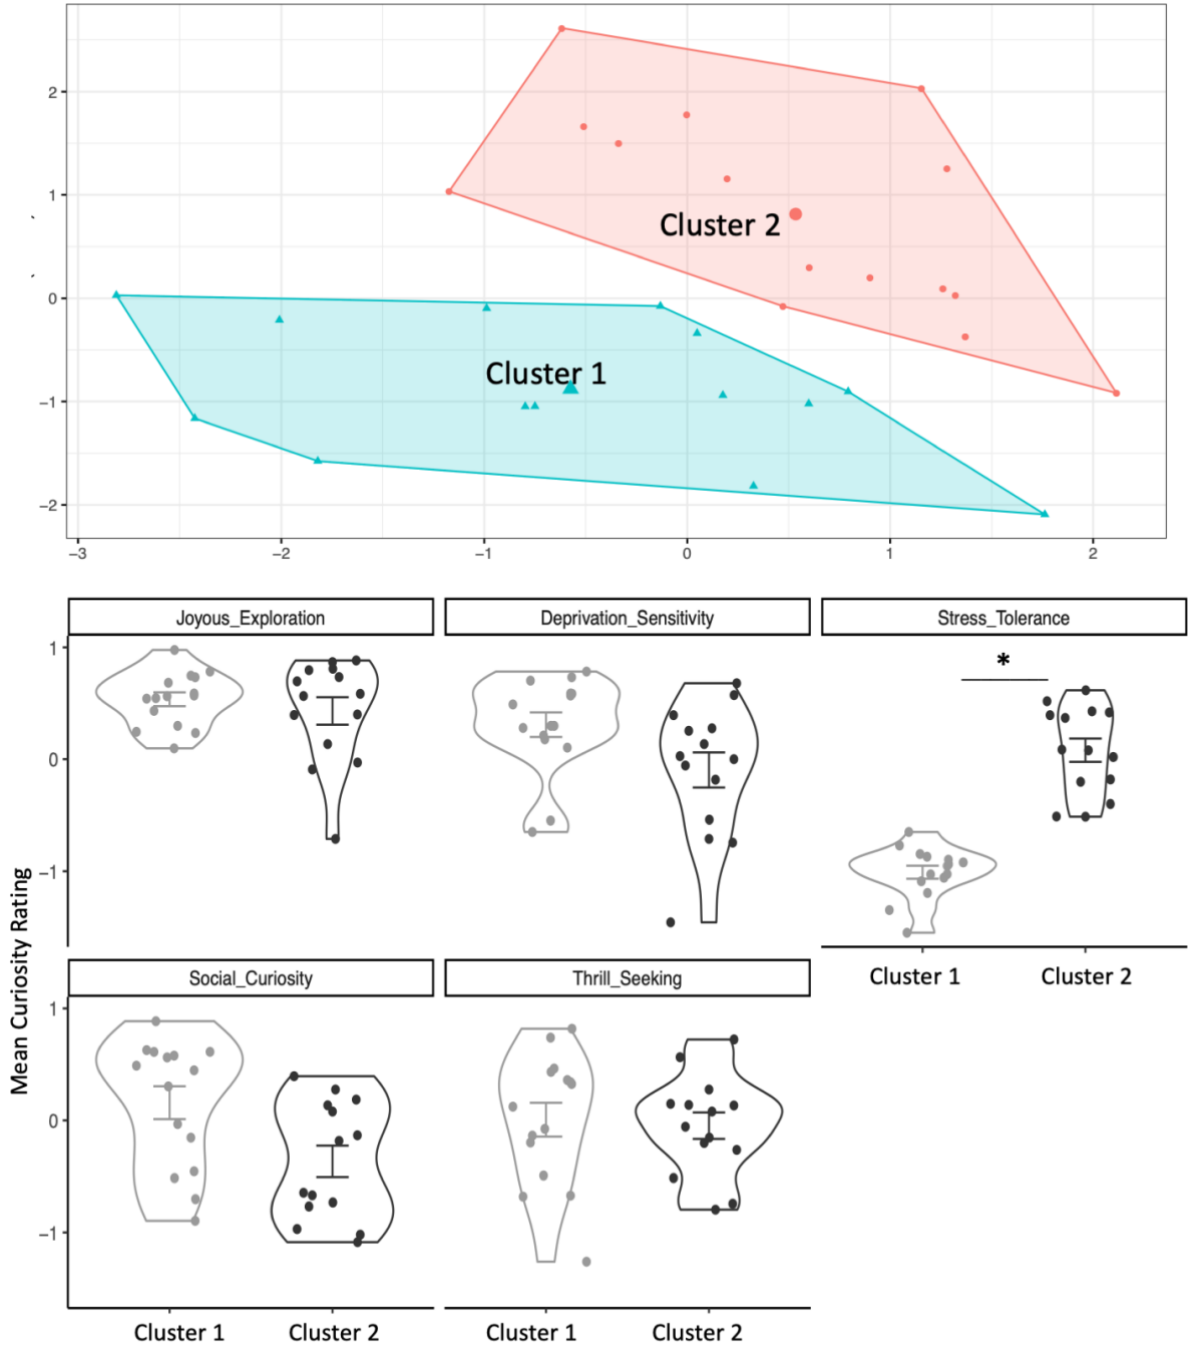 2
1
0
−1
−2
Cluster 2
Cluster 1
−3 −2 −1 0 1 2
Joyous_Exploration Deprivation_Sensitivity Stress_Tolerance
1
0
−1
*
Cluster 1 Cluster 2
Mean Curiosity Rating
Social_Curiosity Thrill_Seeking
1
0
−1
Cluster 1 Cluster 2 Cluster 1 Cluster 2